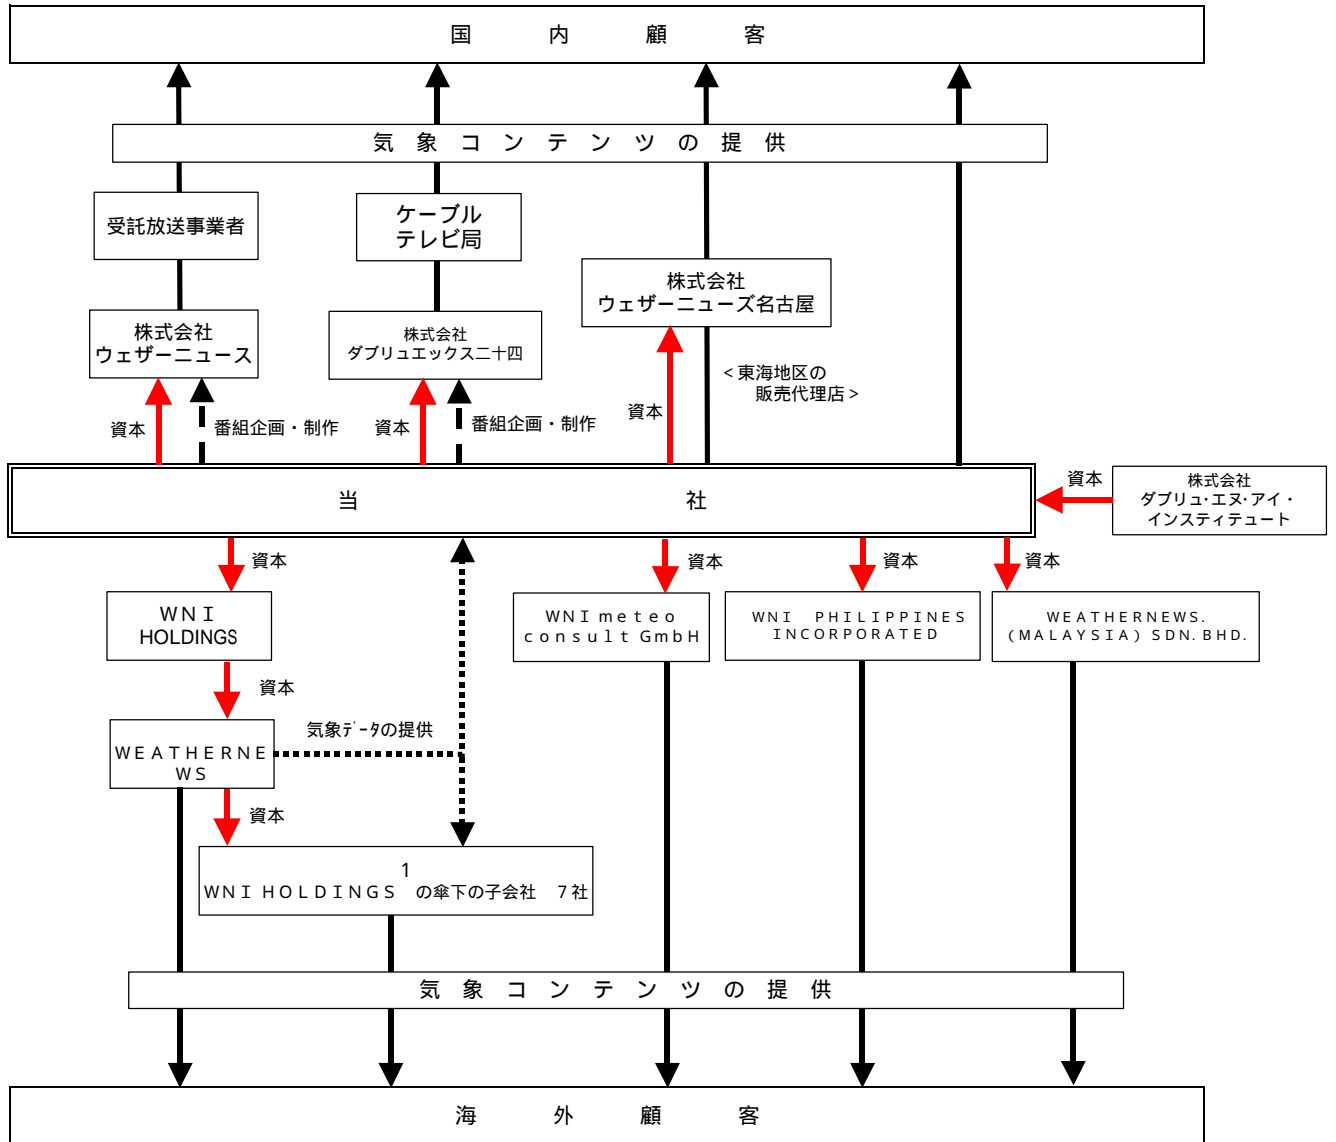 国 内 顧 客
気 象 コ ン テ ン ツ の 提 供
受託放送事業者
ケーブル
テレビ局
株式会社
ウェザーニューズ名古屋
株式会社
ウェザーニュース
株式会社
ダブリュエックス二十四
<東海地区の
販売代理店>
資本
番組企画・制作
資本
番組企画・制作
資本
当 社
資本
株式会社
ダブリュ・エヌ・アイ・
インスティテュート
資本
資本
資本
資本
WNI
HOLDINGS
WNI meteo
consult GmbH
WNI PHILIPPINES
INCORPORATED
WEATHERNEWS.
(MALAYSIA) SDN. BHD.
資本
気象データの提供
WEATHERNE
WS
資本
1
WNI HOLDINGS の傘下の子会社 7社
気 象 コ ン テ ン ツ の 提 供
海 外 顧 客